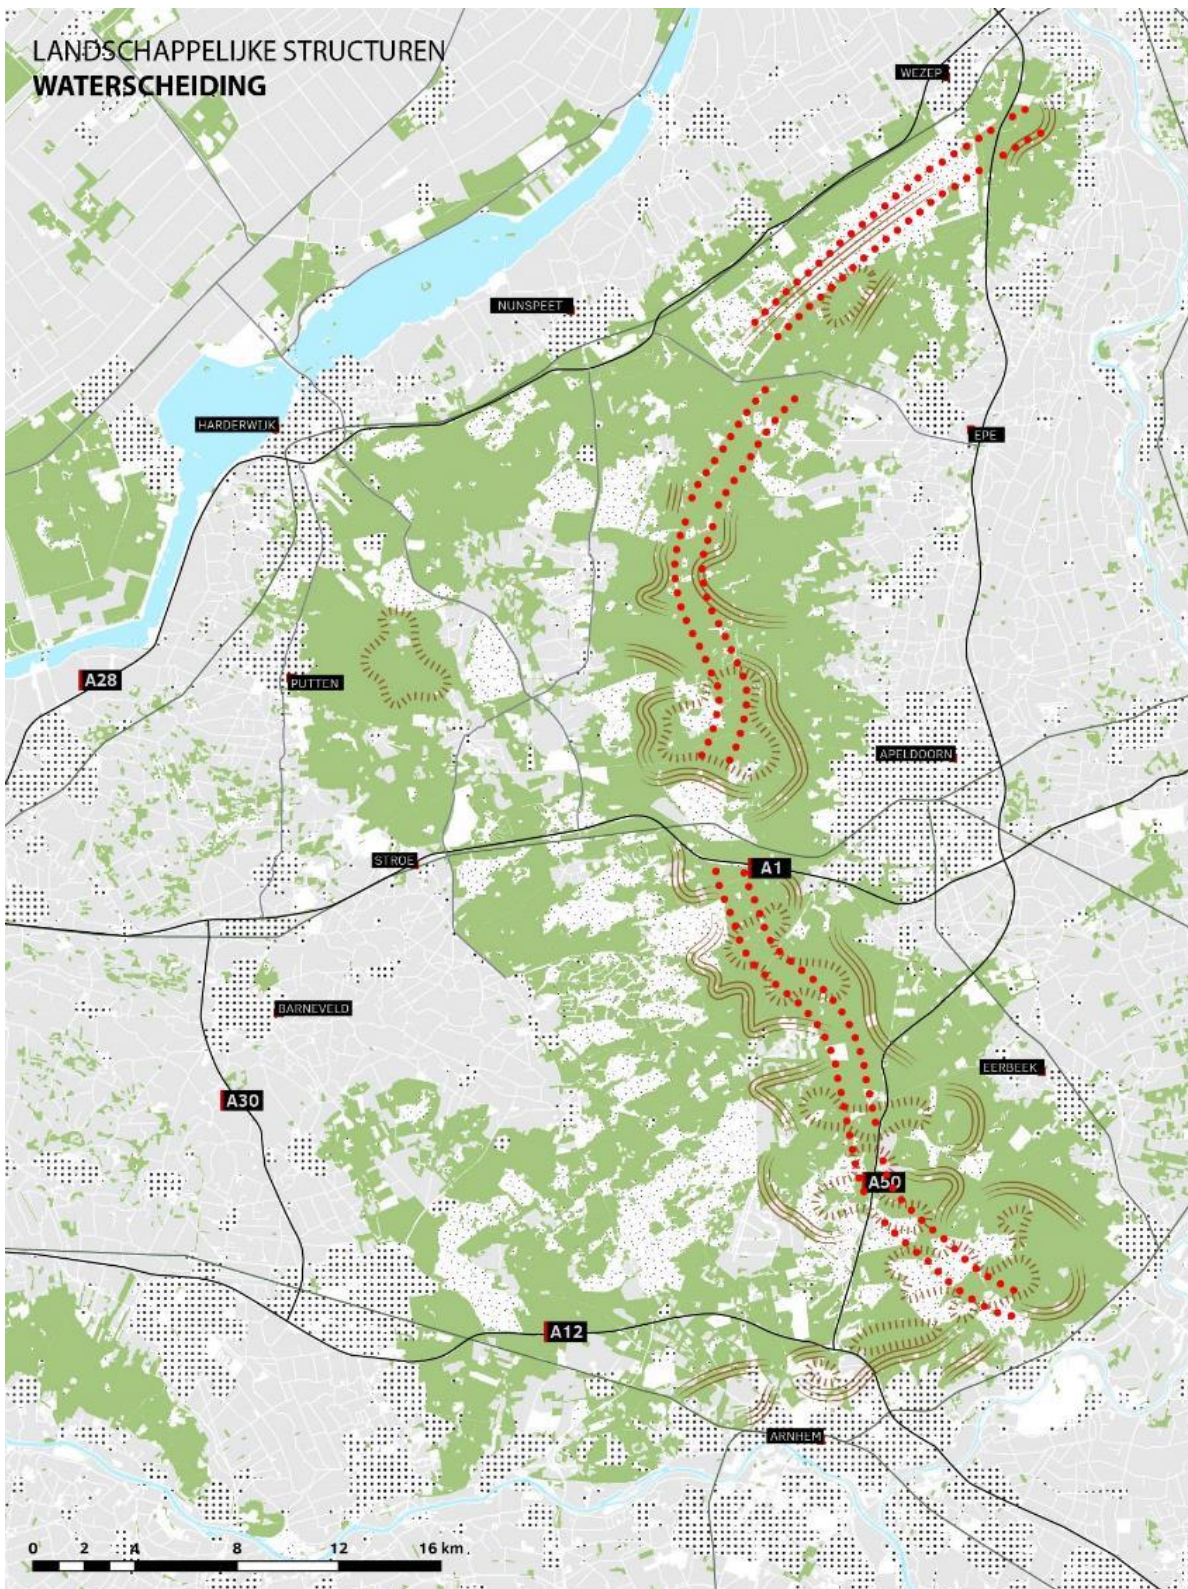 LANDSCHAPPELIJKE STRUCTUREN
WATERSCHEIDING
WEZEP
NUNSPEET
HARDERWIJK
EPE
A28
PUTTEN
APELDOORN
STROE
A1
BARNEVELD
EERBEEK
A30
A50
A12
ARNHEM
0 2 4 8 12 16 km